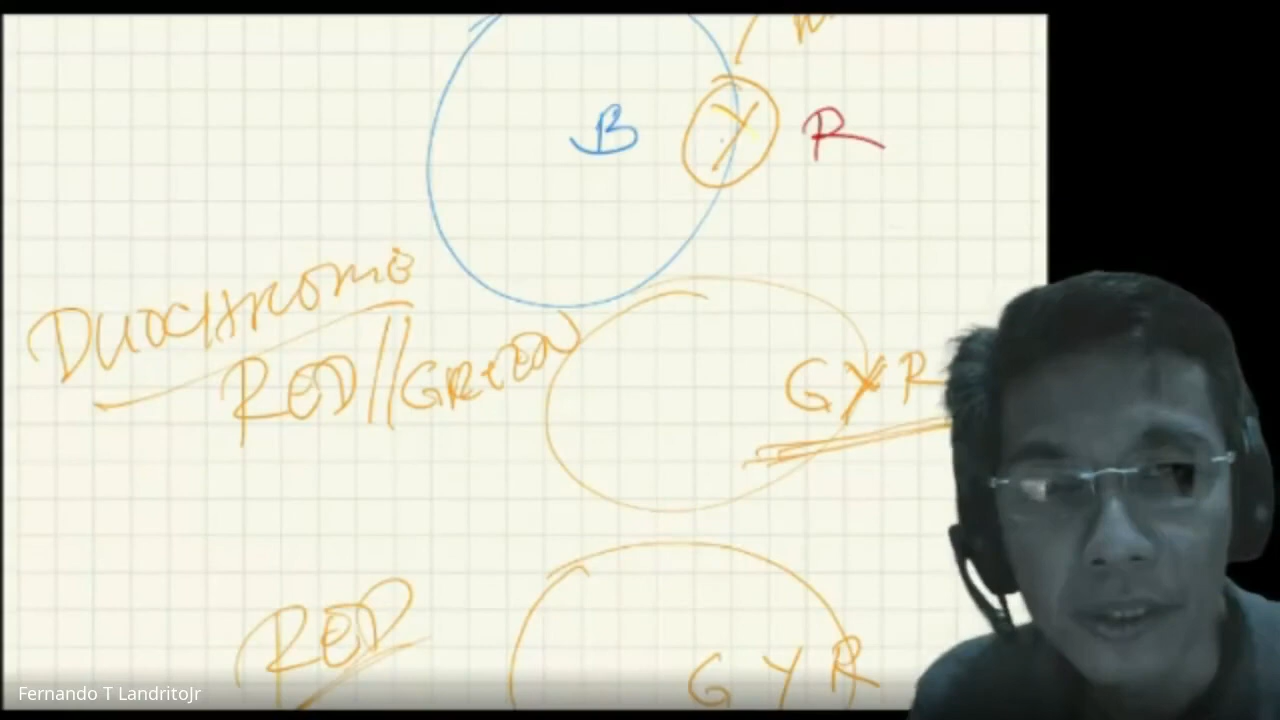 B Y R
DUOCHROME
RED//GREEN
G Y R
RED
G Y R
Fernando T LandritoJr